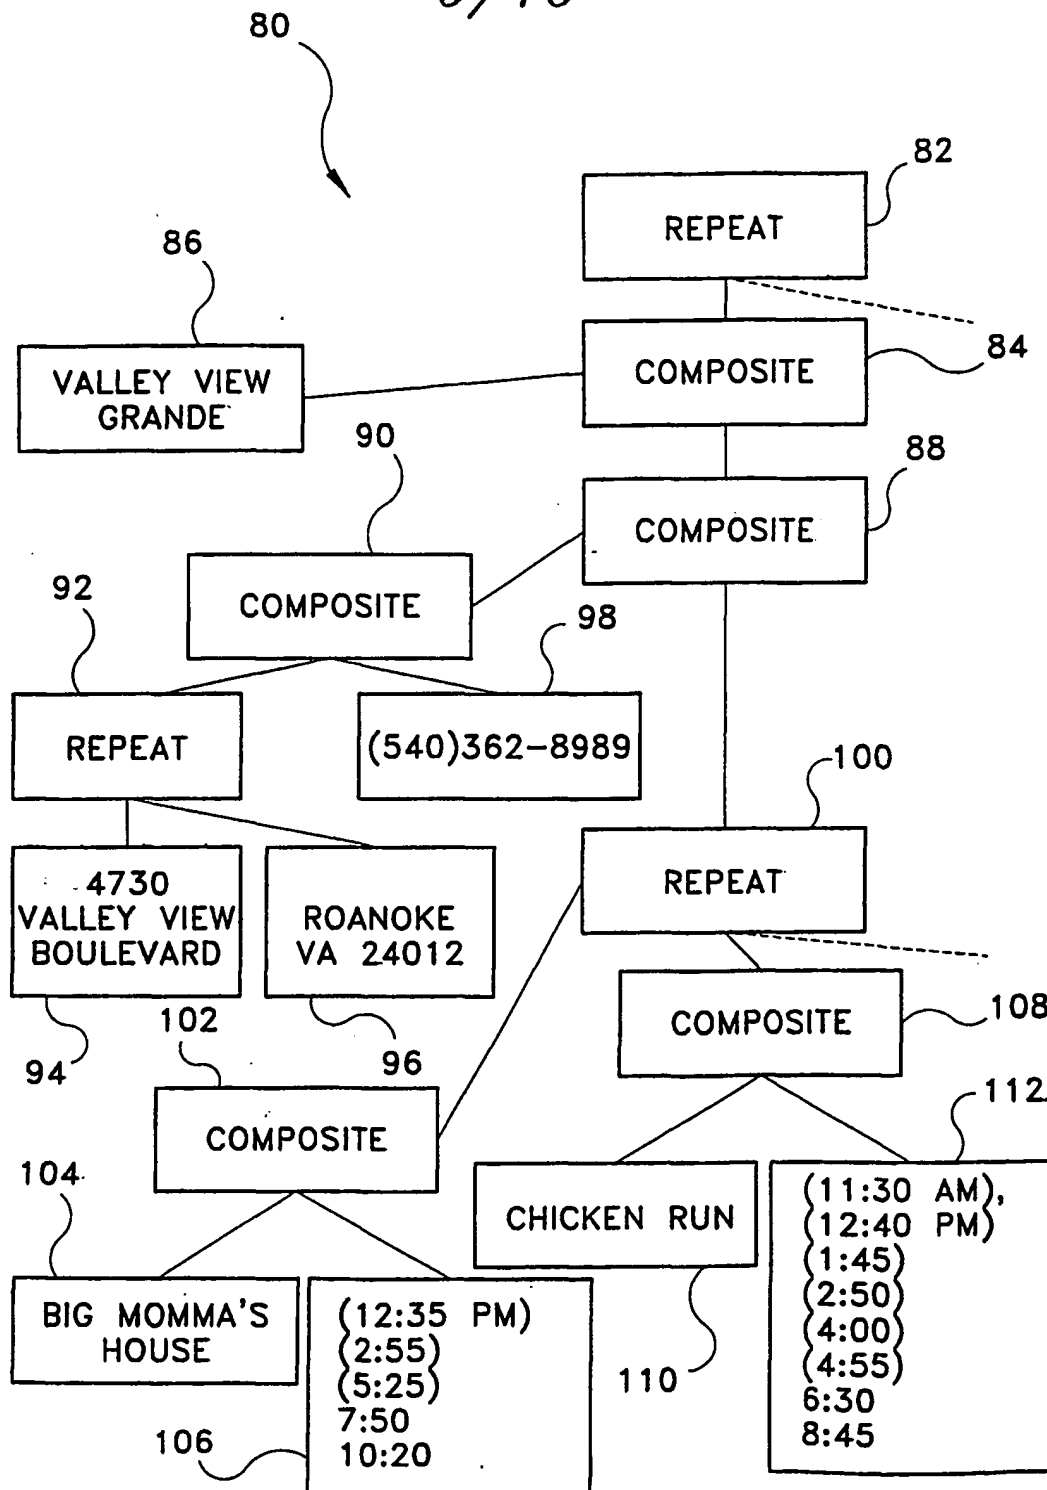 80
82
REPEAT
86
84
VALLEY VIEW
GRANDE
COMPOSITE
90
88
COMPOSITE
92
COMPOSITE
98
REPEAT
(540)362-8989
100
4730
VALLEY VIEW
BOULEVARD
ROANOKE
VA 24012
REPEAT
94
102
96
COMPOSITE
108
COMPOSITE
112
104
CHICKEN RUN
(11:30 AM),
(12:40 PM)
(1:45)
(2:50)
(4:00)
(4:55)
6:30
8:45
BIG MOMMA'S
HOUSE
(12:35 PM)
(2:55)
(5:25)
7:50
10:20
110
106